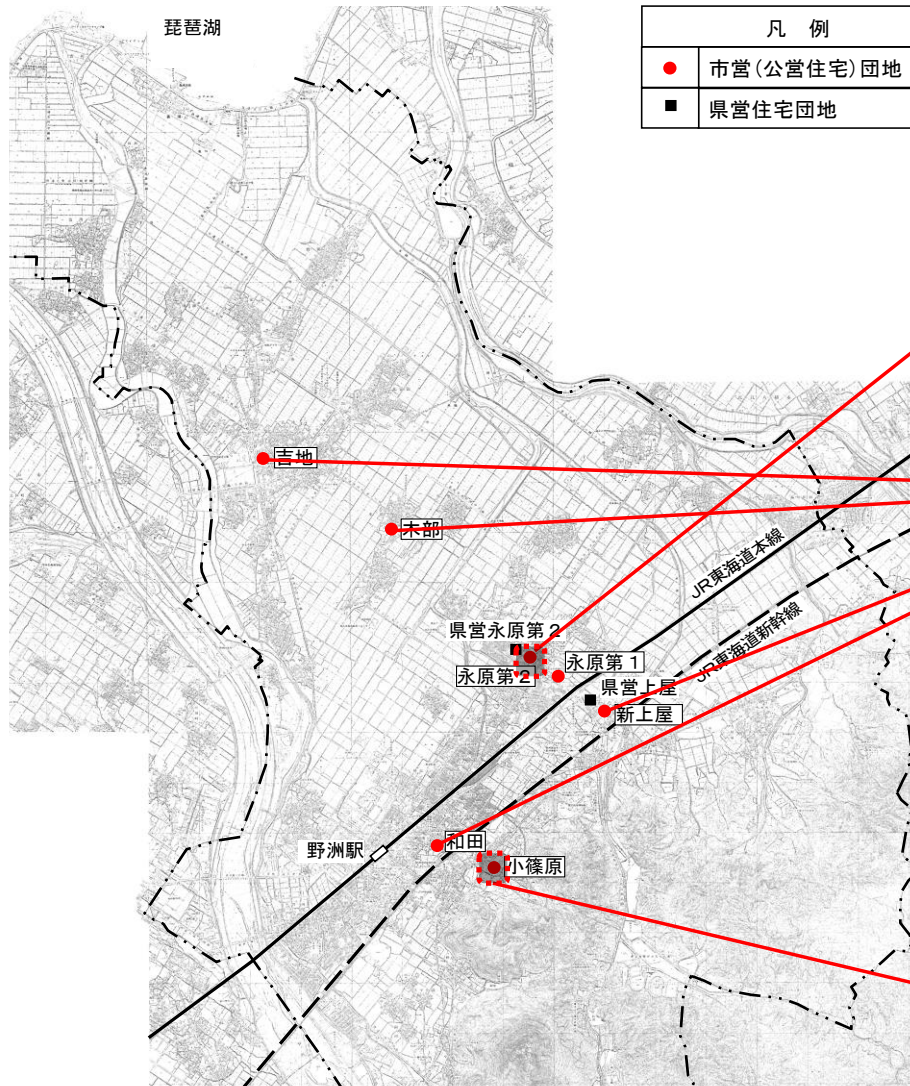 琵琶湖
凡 例
市営(公営住宅)団地
県営住宅団地
吉地
木部
JR東海道本線
JR東海道新幹線
県営永原第2
永原第2
永原第1
県営上屋
新上屋
野洲駅
和田
小篠原